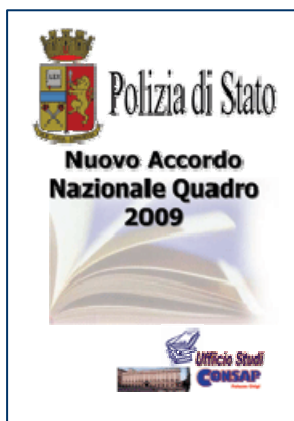 Polizia di Stato
Nuovo Accordo
Nazionale Quadro
2009
Ufficio Studi
CONSAP